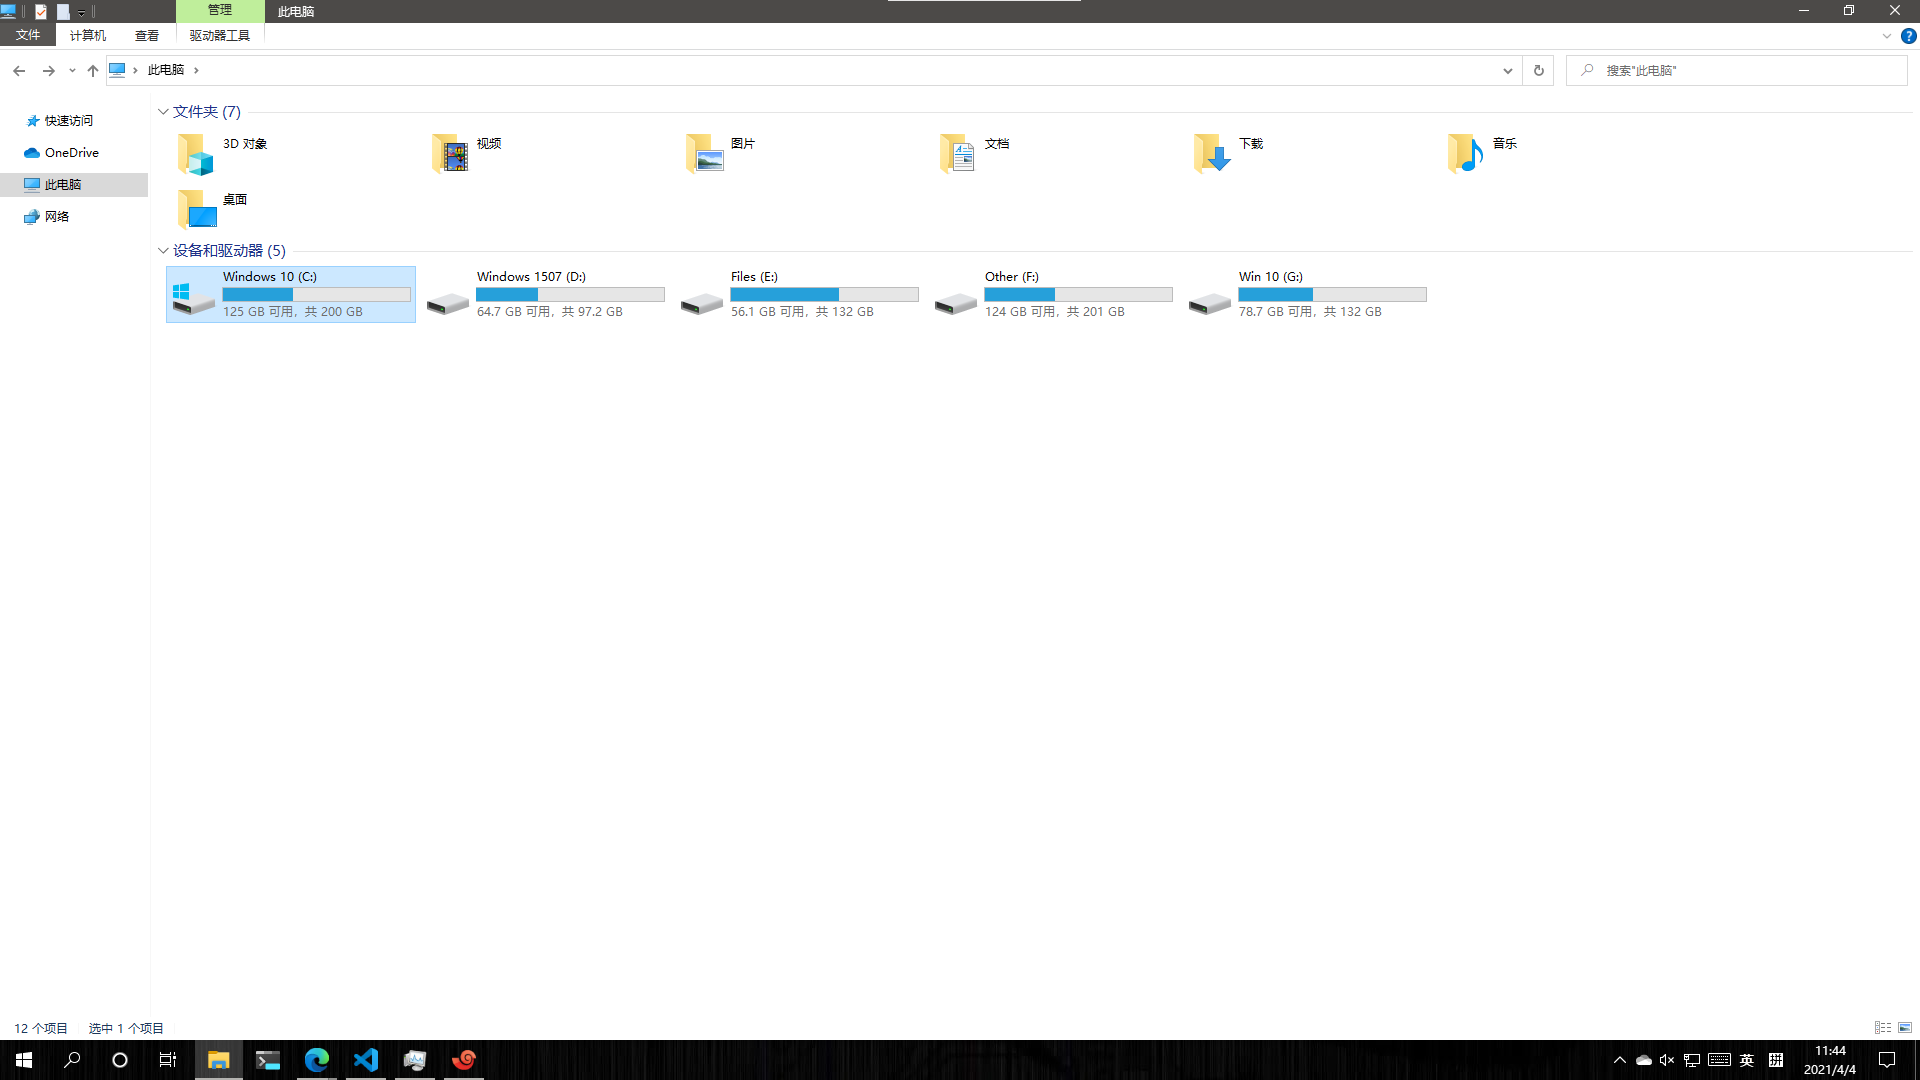 管理
此电脑
文件
计算机
查看
驱动器工具
此电脑
搜索"此电脑"
快速访问
OneDrive
此电脑
网络
文件夹 (7)
3D 对象
视频
图片
文档
下载
音乐
桌面
设备和驱动器 (5)
Windows 10 (C:)
125 GB 可用，共 200 GB
Windows 1507 (D:)
64.7 GB 可用，共 97.2 GB
Files (E:)
56.1 GB 可用，共 132 GB
Other (F:)
124 GB 可用，共 201 GB
Win 10 (G:)
78.7 GB 可用，共 132 GB
12 个项目
选中 1 个项目
英
拼
11:44
2021/4/4